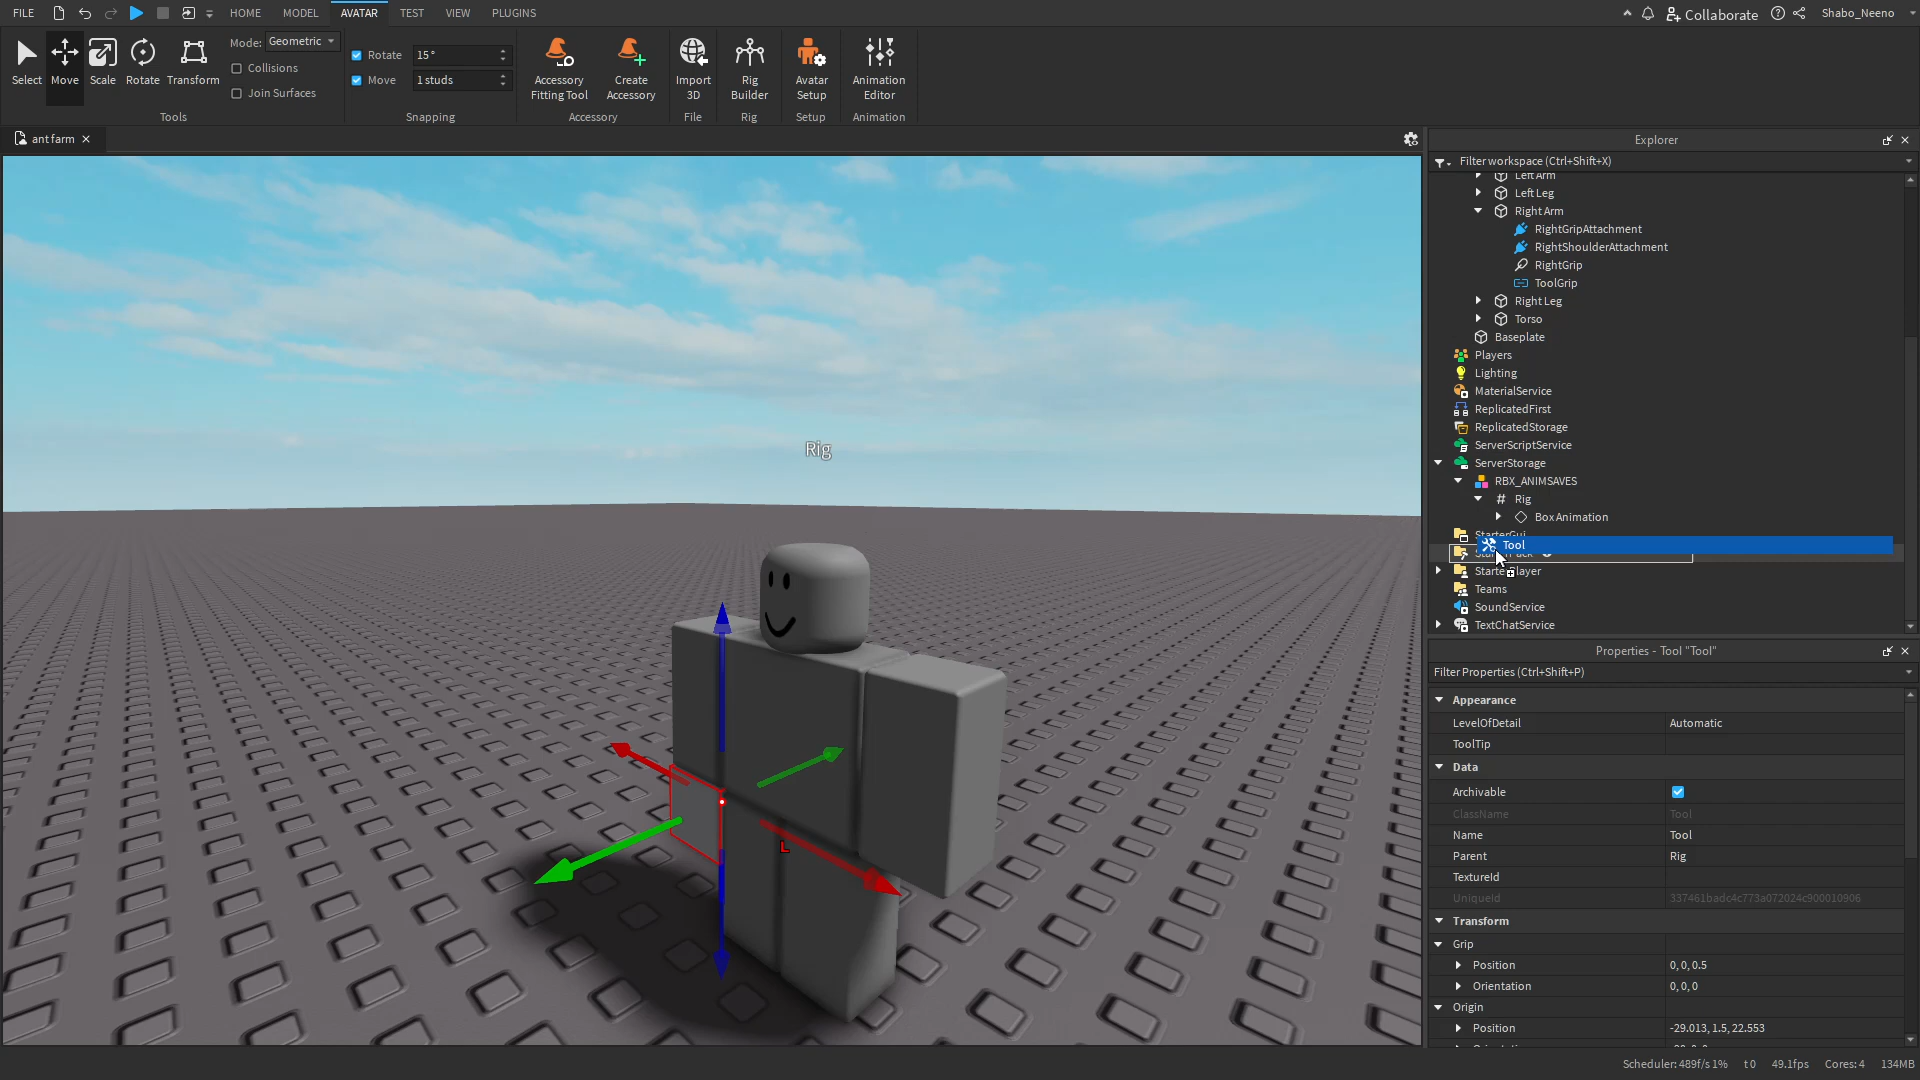 FILE HOME MODEL AVATAR TEST VIEW PLUGINS Collaborate Shabo_Neeno
Select Move Scale Rotate Transform
Mode: Geometric
Collisions
Join Surfaces
Tools
Rotate 15°
Move 1 studs
Snapping
Accessory Fitting Tool
Create Accessory
Accessory
Import 3D
File
Rig Builder
Rig
Avatar Setup
Setup
Animation Editor
Animation
ant farm
Rig
L
Explorer
Filter workspace (Ctrl+Shift+X)
Left Arm
Left Leg
Right Arm
RightGripAttachment
RightShoulderAttachment
RightGrip
ToolGrip
Right Leg
Torso
Baseplate
Players
Lighting
MaterialService
ReplicatedFirst
ReplicatedStorage
ServerScriptService
ServerStorage
RBX_ANIMSAVES
# Rig
Box Animation
StarterGui
Tool
StarterPlayer
Teams
SoundService
TextChatService
Properties - Tool "Tool"
Filter Properties (Ctrl+Shift+P)
Appearance
LevelOfDetail Automatic
ToolTip
Data
Archivable
ClassName Tool
Name Tool
Parent Rig
TextureId
UniqueId 337461badc4c773a072024c900010906
Transform
Grip
Position 0, 0, 0.5
Orientation 0, 0, 0
Origin
Position -29.013, 1.5, 22.553
Scheduler: 489f/s 1% t 0 49.1fps Cores: 4 134MB